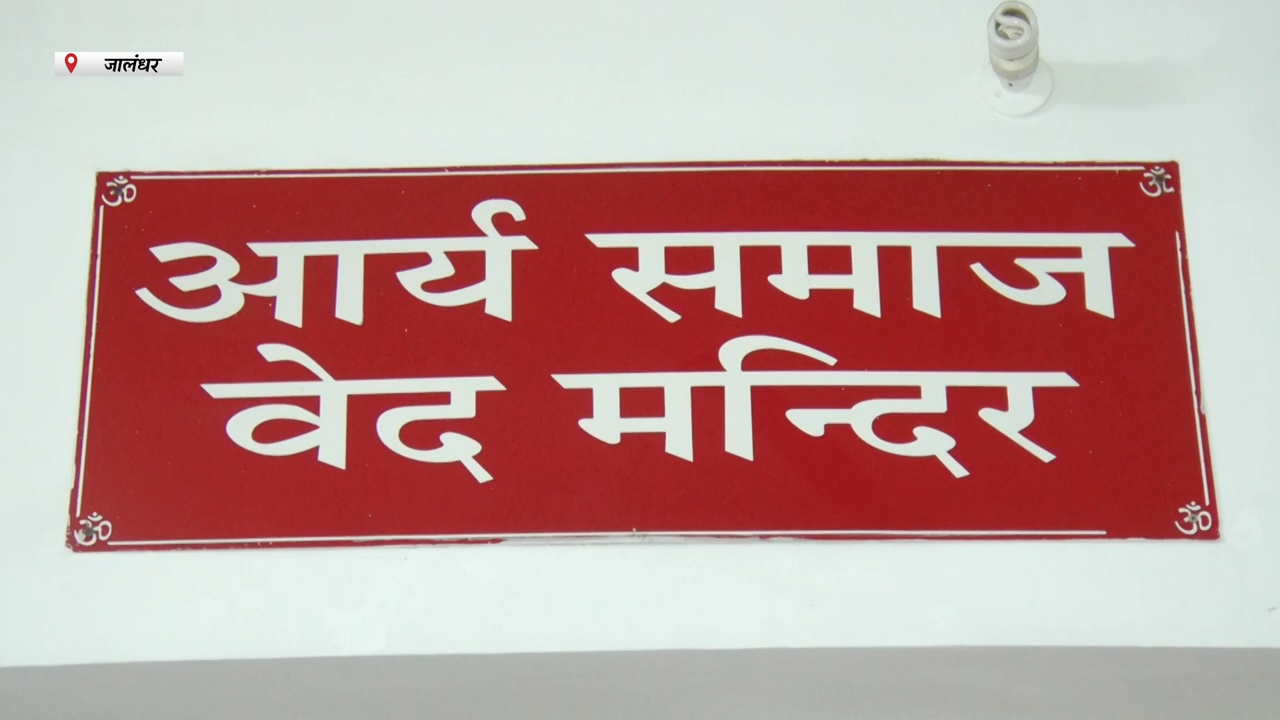 जालंधर
ॐ ॐ
आर्य समाज
वेद मन्दिर
ॐ ॐ